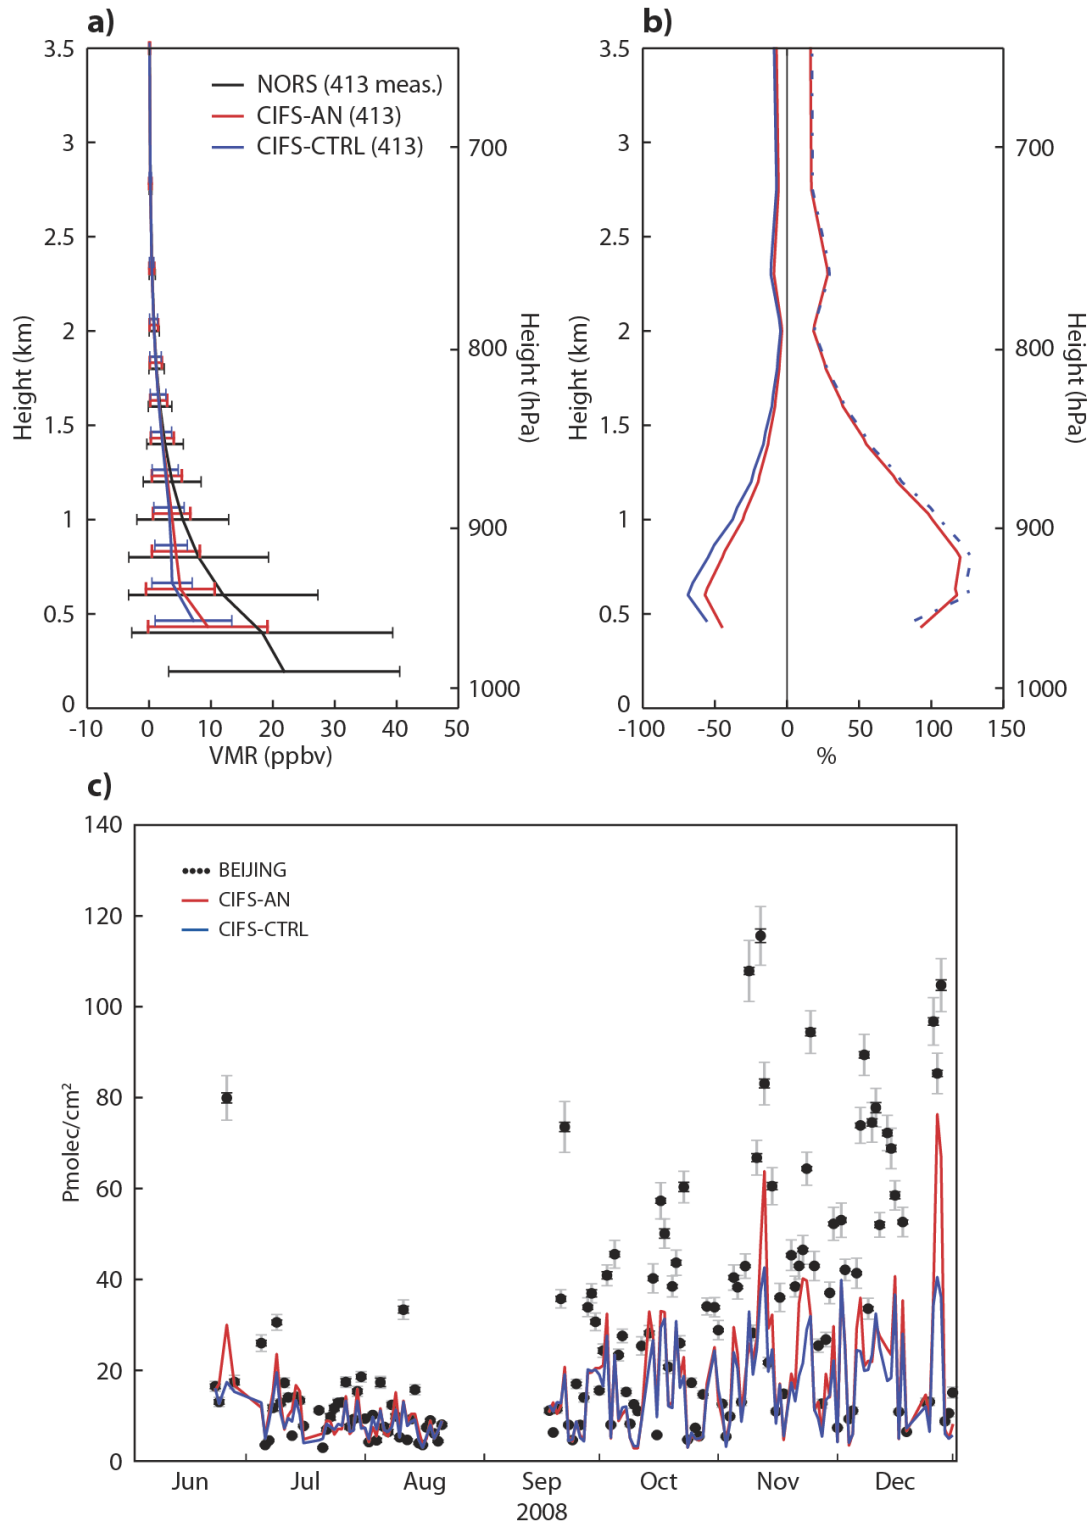 a)
b)
3.5
3
2.5
2
1.5
1
0.5
0
NORS (413 meas.)
CIFS-AN (413)
CIFS-CTRL (413)
700
800
900
1000
Height (km)
Height (hPa)
-10 0 10 20 30 40 50
VMR (ppbv)
3.5
3
2.5
2
1.5
1
0.5
0
700
800
900
1000
Height (km)
Height (hPa)
-100 -50 0 50 100 150
%
c)
140
120
100
80
60
40
20
0
Pmolec/cm²
BEIJING
CIFS-AN
CIFS-CTRL
Jun Jul Aug Sep Oct Nov Dec
2008